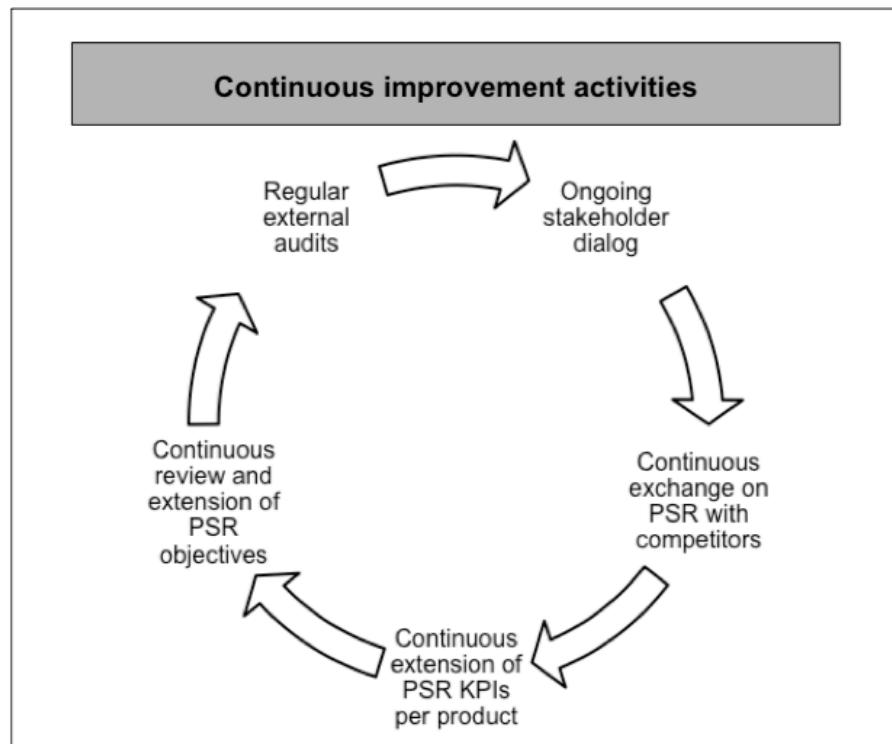 Continuous improvement activities
Regular
external
audits
Ongoing
stakeholder
dialog
Continuous
exchange on
PSR with
competitors
Continuous
extension of
PSR KPIs
per product
Continuous
review and
extension of
PSR
objectives